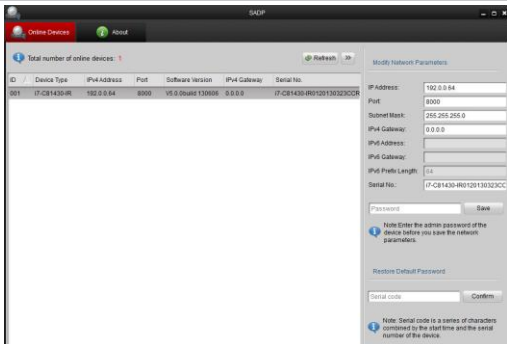 SADP
Online Devices About
Total number of online devices: 1
Refresh
ID Device Type IPv4 Address Port Software Version IPv4 Gateway Serial No.
001 i7-C81430-IR 192.0.0.64 8000 V5.0.0build 130606 0.0.0.0 i7-C81430-IR0120130323CCR
Modify Network Parameters
IP Address: 192.0.0.64
Port: 8000
Subnet Mask: 255.255.255.0
IPv4 Gateway: 0.0.0.0
IPv6 Address:
IPv6 Gateway:
IPv6 Prefix Length: 64
Serial No.: i7-C81430-IR0120130323CC
Password Save
Note:Enter the admin password of the
device before you save the network
parameters.
Restore Default Password
Serial code Confirm
Note: Serial code is a series of characters
combined by the start time and the serial
number of the device.